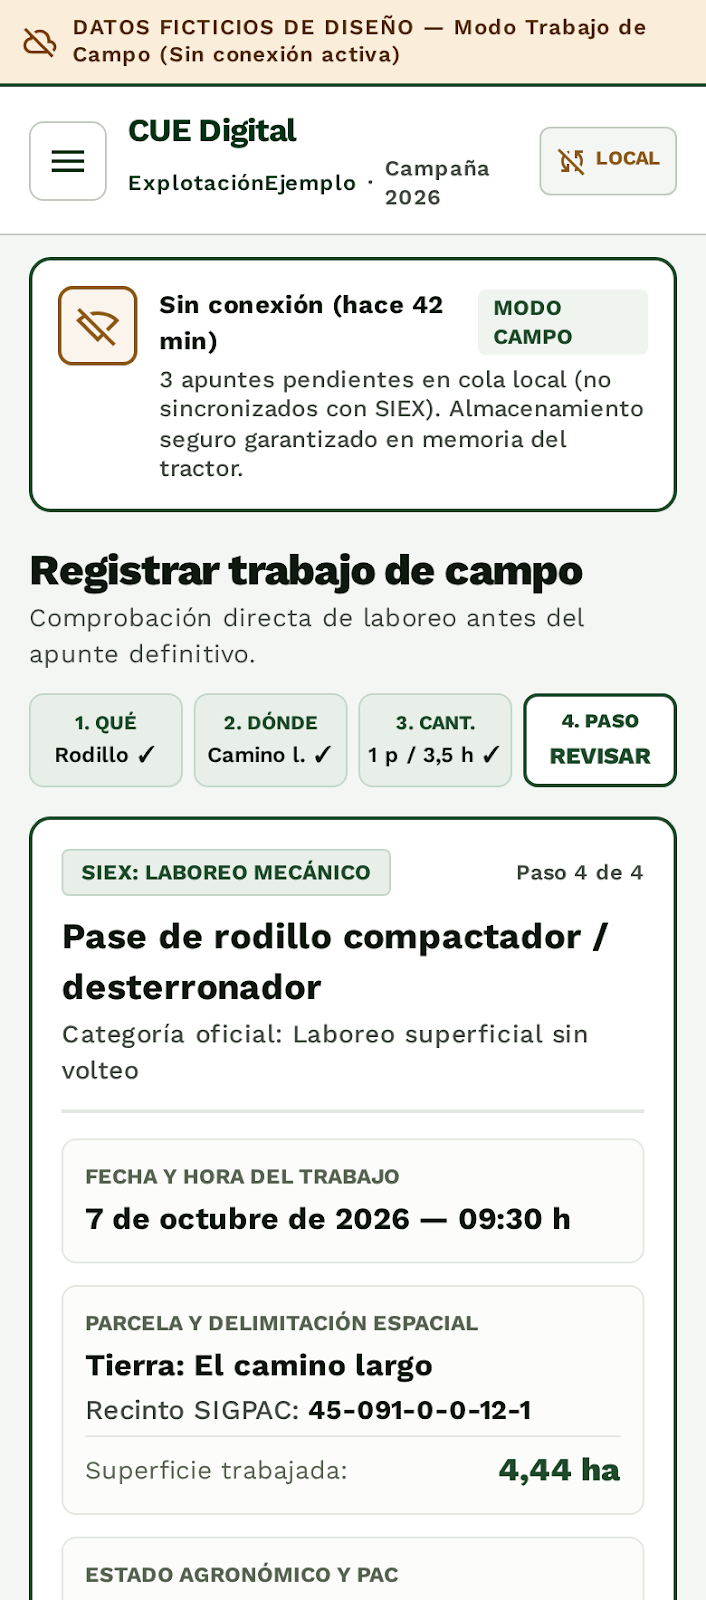 DATOS FICTICIOS DE DISEÑO — Modo Trabajo de
Campo (Sin conexión activa)
CUE Digital
ExplotaciónEjemplo · Campaña
2026
LOCAL
Sin conexión (hace 42
min)
MODO
CAMPO
3 apuntes pendientes en cola local (no
sincronizados con SIEX). Almacenamiento
seguro garantizado en memoria del
tractor.
Registrar trabajo de campo
Comprobación directa de laboreo antes del
apunte definitivo.
1. QUÉ
Rodillo ✓
2. DÓNDE
Camino l. ✓
3. CANT.
1 p / 3,5 h ✓
4. PASO
REVISAR
SIEX: LABOREO MECÁNICO
Paso 4 de 4
Pase de rodillo compactador /
desterronador
Categoría oficial: Laboreo superficial sin
volteo
FECHA Y HORA DEL TRABAJO
7 de octubre de 2026 — 09:30 h
PARCELA Y DELIMITACIÓN ESPACIAL
Tierra: El camino largo
Recinto SIGPAC: 45-091-0-0-12-1
Superficie trabajada: 4,44 ha
ESTADO AGRONÓMICO Y PAC